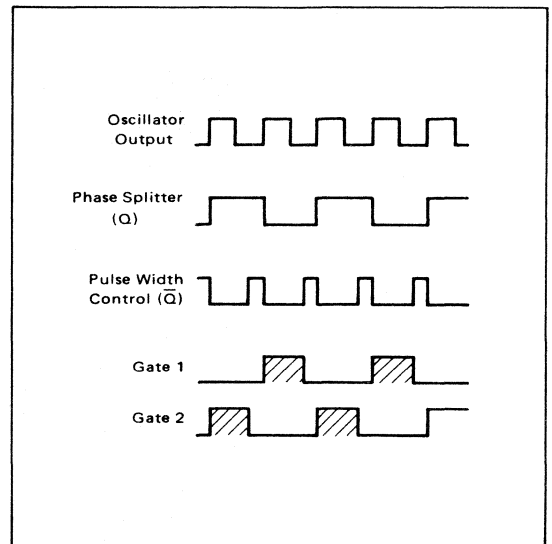 Oscillator
Output
Phase Splitter
(Q)
Pulse Width
Control (Q̅)
Gate 1
Gate 2